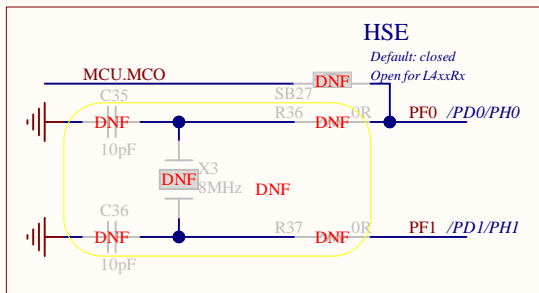 HSE
Default: closed
Open for L4xxRx
MCU.MCO
DNF
SB27
C35
R36
0R
PF0 /PD0/PH0
DNF
DNF
10pF
X3
DNF
8MHz
DNF
C36
R37
0R
PF1 /PD1/PH1
DNF
DNF
10pF